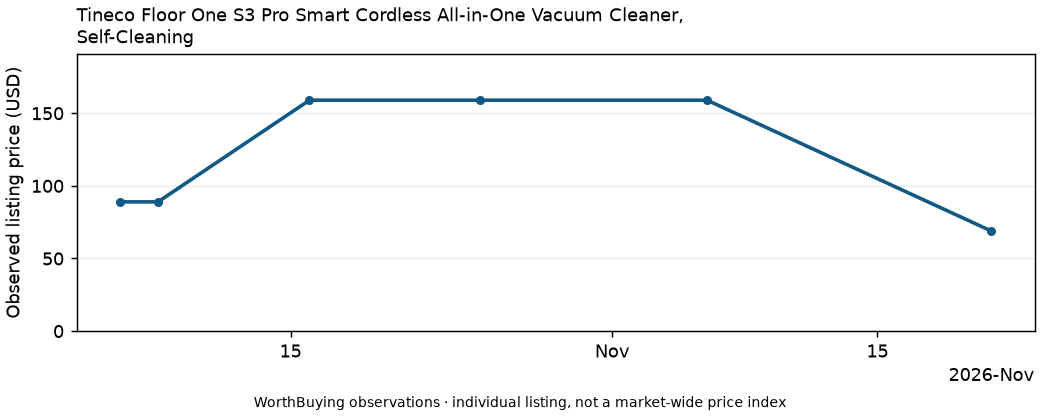 Tineco Floor One S3 Pro Smart Cordless All-in-One Vacuum Cleaner,
Self-Cleaning
Observed listing price (USD)
150
100
50
0
15
Nov
15
2026-Nov
WorthBuying observations · individual listing, not a market-wide price index